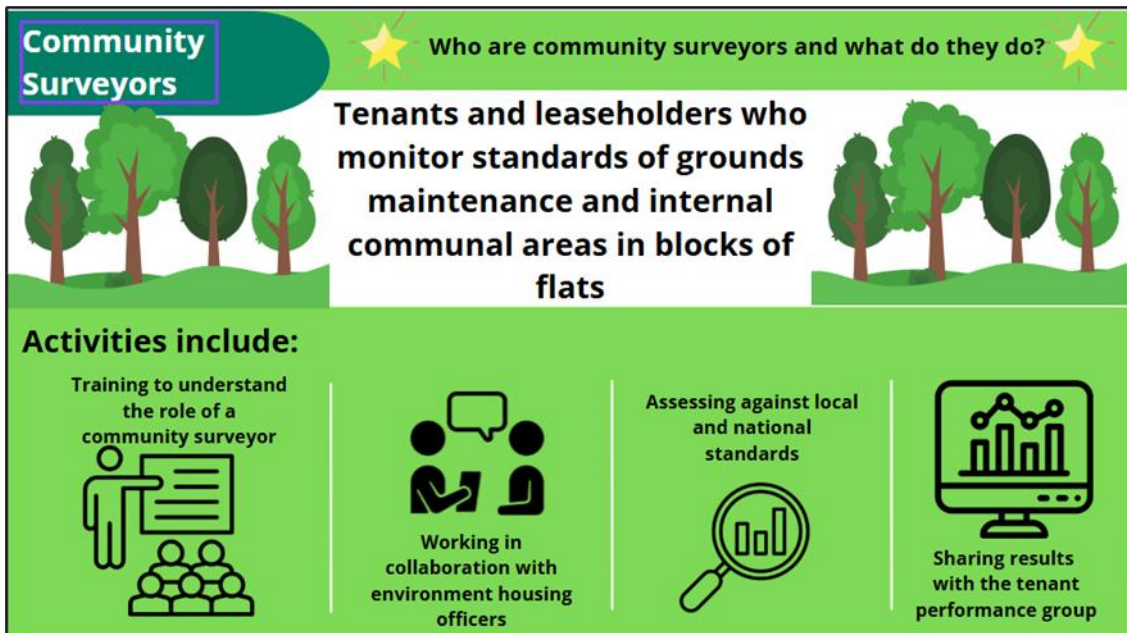 Community
Surveyors
Who are community surveyors and what do they do?
Tenants and leaseholders who
monitor standards of grounds
maintenance and internal
communal areas in blocks of
flats
Activities include:
Training to understand
the role of a
community surveyor
Working in
collaboration with
environment housing
officers
Assessing against local
and national
standards
Sharing results
with the tenant
performance group